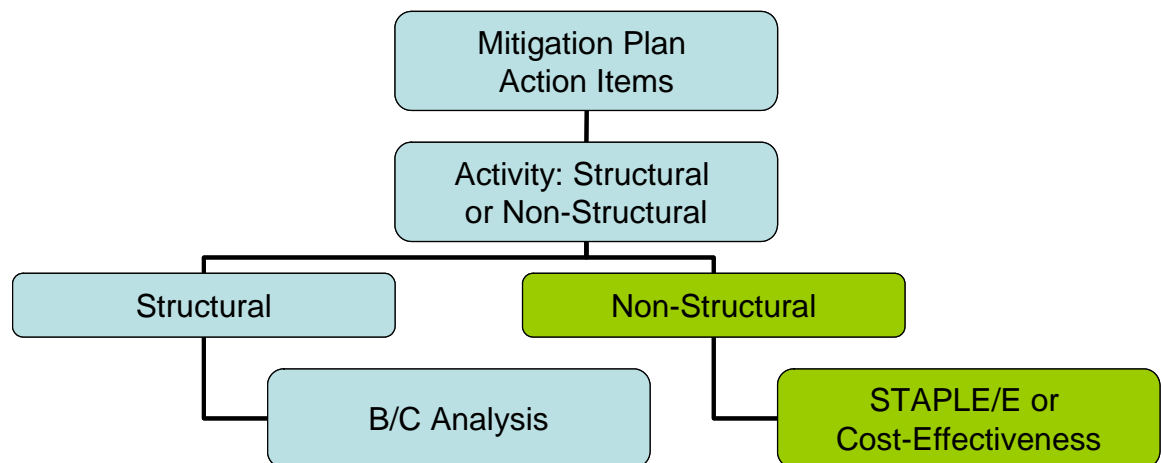 Mitigation Plan
Action Items
Activity: Structural
or Non-Structural
Structural
Non-Structural
B/C Analysis
STAPLE/E or
Cost-Effectiveness